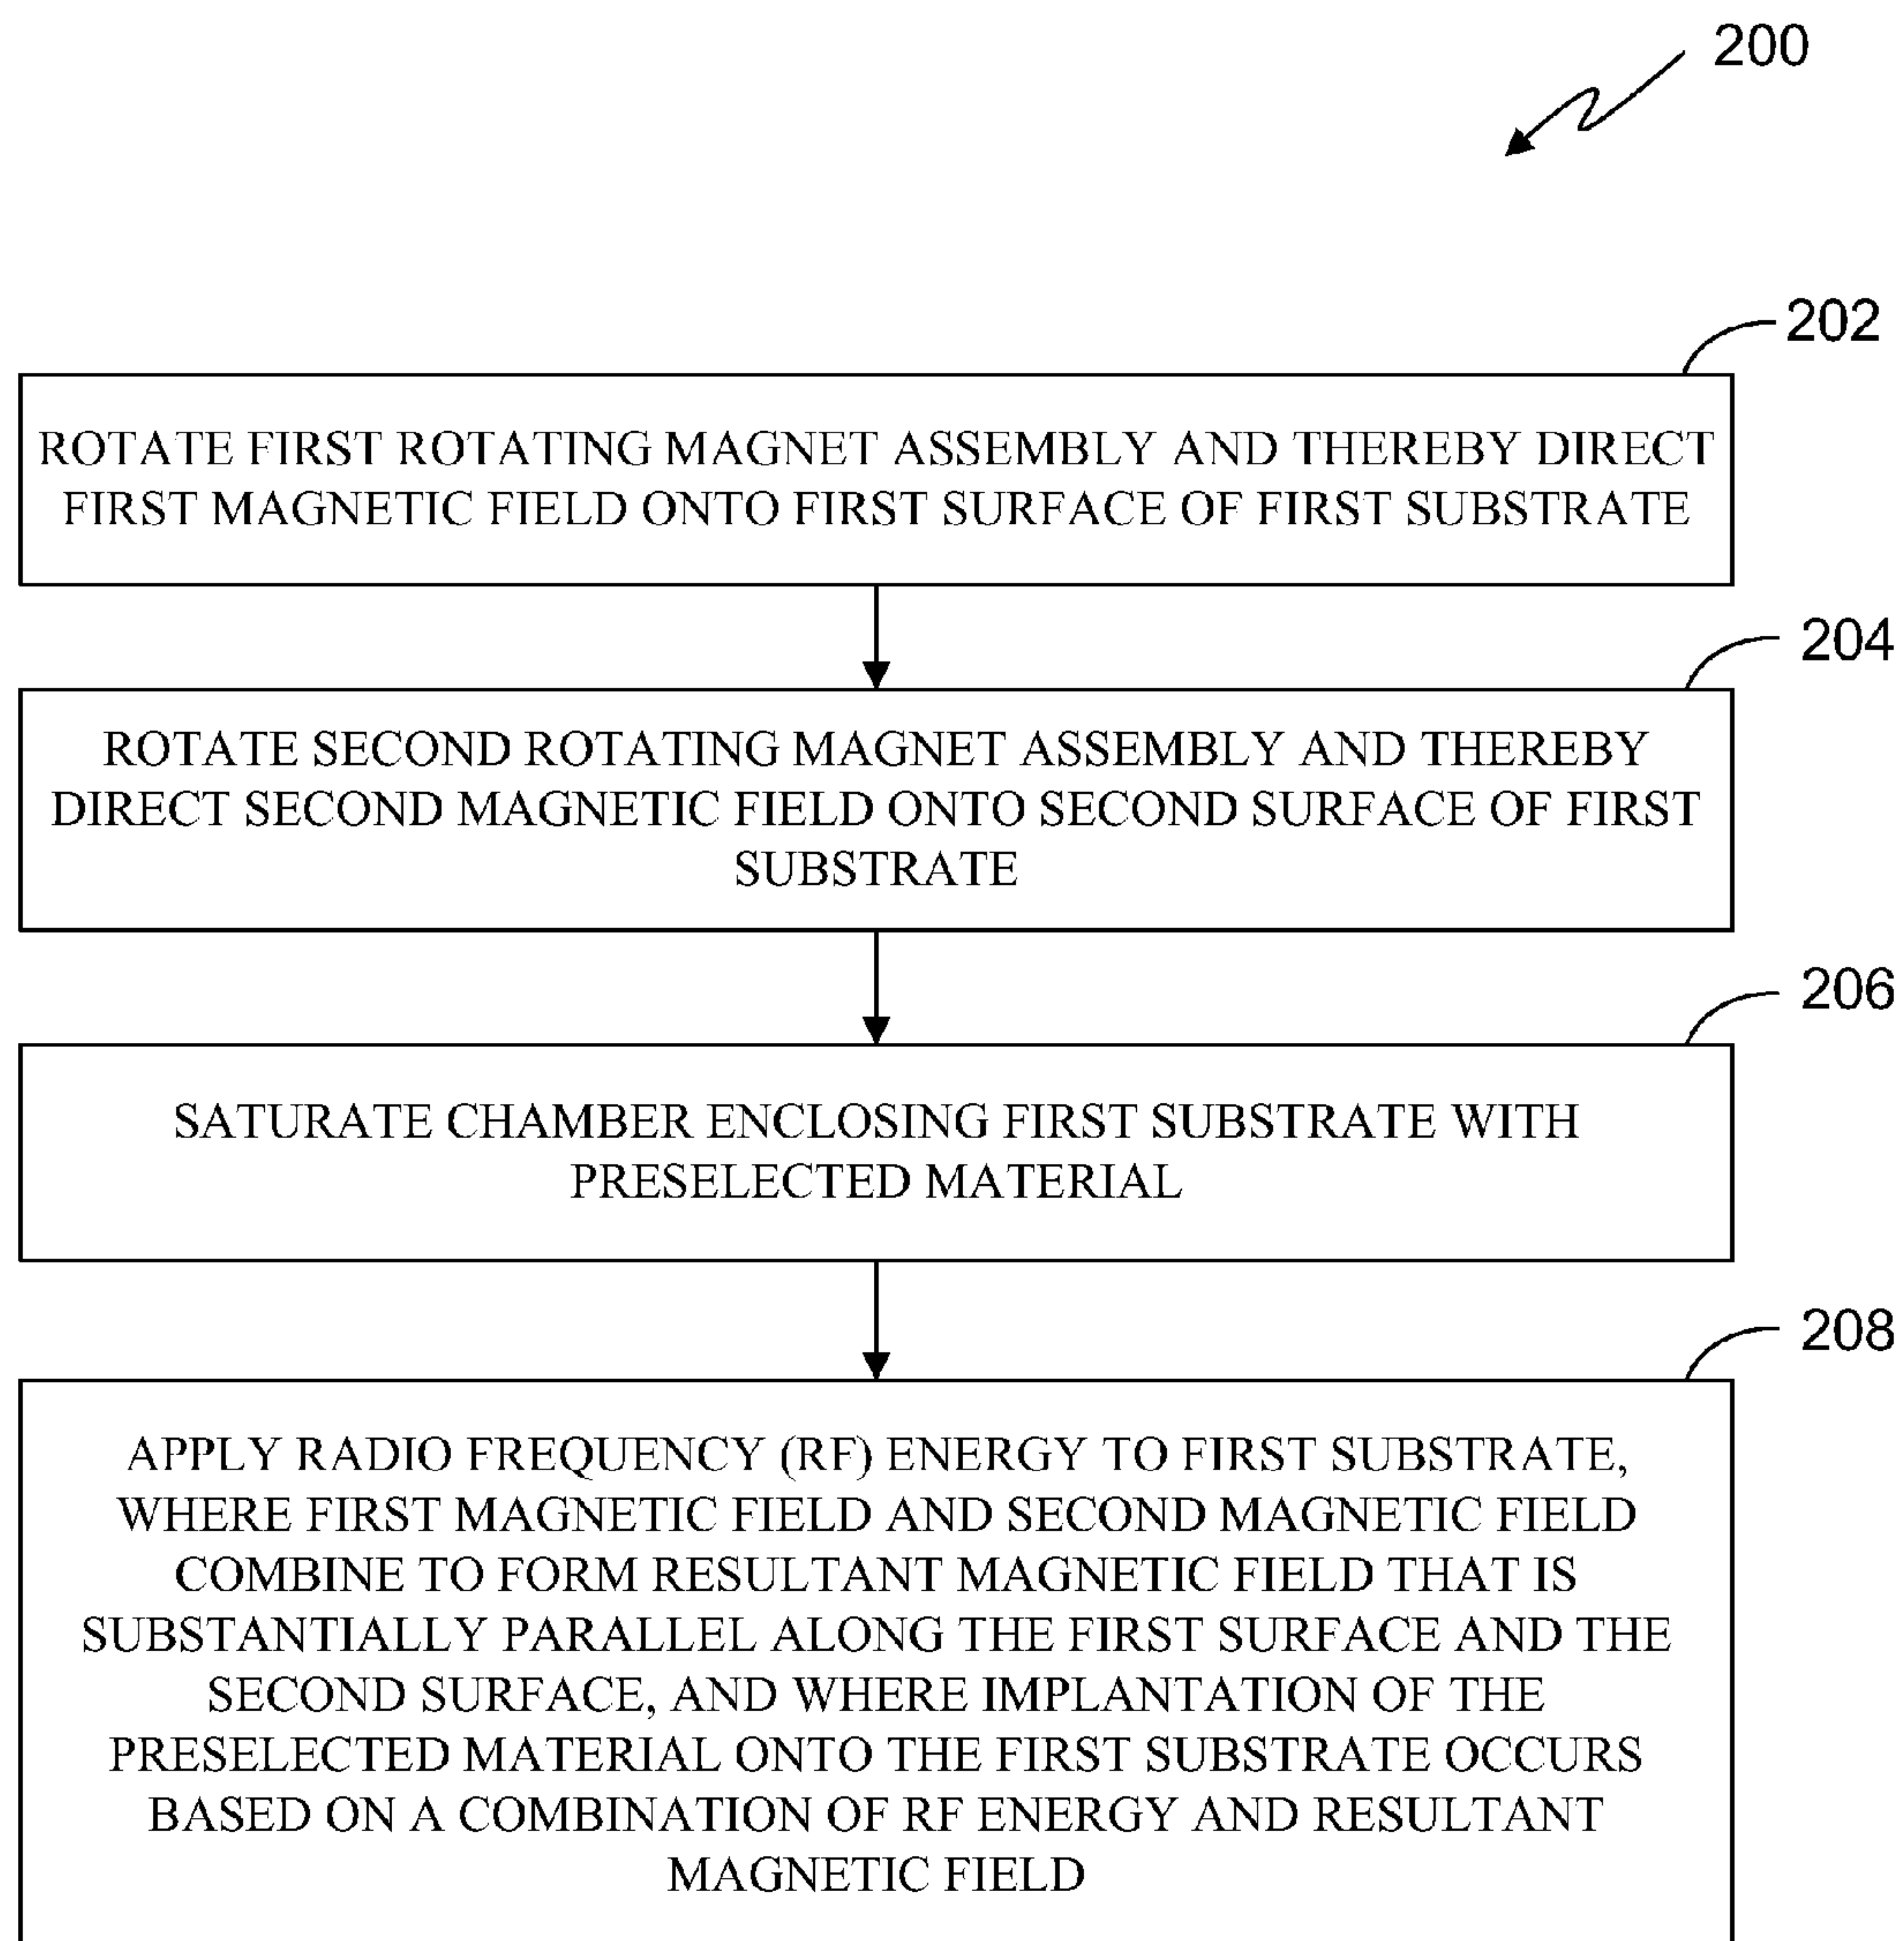 200
202
ROTATE FIRST ROTATING MAGNET ASSEMBLY AND THEREBY DIRECT
FIRST MAGNETIC FIELD ONTO FIRST SURFACE OF FIRST SUBSTRATE
204
ROTATE SECOND ROTATING MAGNET ASSEMBLY AND THEREBY
DIRECT SECOND MAGNETIC FIELD ONTO SECOND SURFACE OF FIRST
SUBSTRATE
206
SATURATE CHAMBER ENCLOSING FIRST SUBSTRATE WITH
PRESELECTED MATERIAL
208
APPLY RADIO FREQUENCY (RF) ENERGY TO FIRST SUBSTRATE,
WHERE FIRST MAGNETIC FIELD AND SECOND MAGNETIC FIELD
COMBINE TO FORM RESULTANT MAGNETIC FIELD THAT IS
SUBSTANTIALLY PARALLEL ALONG THE FIRST SURFACE AND THE
SECOND SURFACE, AND WHERE IMPLANTATION OF THE
PRESELECTED MATERIAL ONTO THE FIRST SUBSTRATE OCCURS
BASED ON A COMBINATION OF RF ENERGY AND RESULTANT
MAGNETIC FIELD